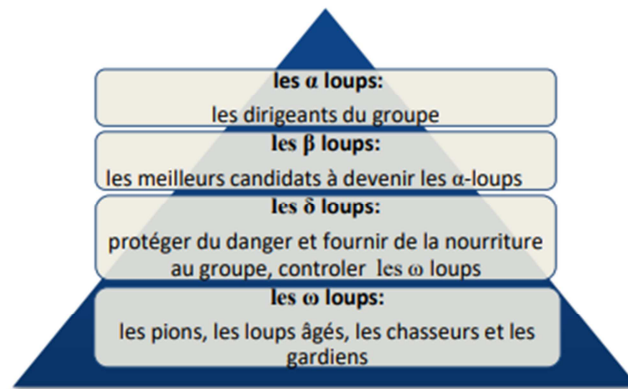 les α loups:
les dirigeants du groupe
les β loups:
les meilleurs candidats à devenir les α-loups
les δ loups:
protéger du danger et fournir de la nourriture
au groupe, controler les ω loups
les ω loups:
les pions, les loups âgés, les chasseurs et les
gardiens